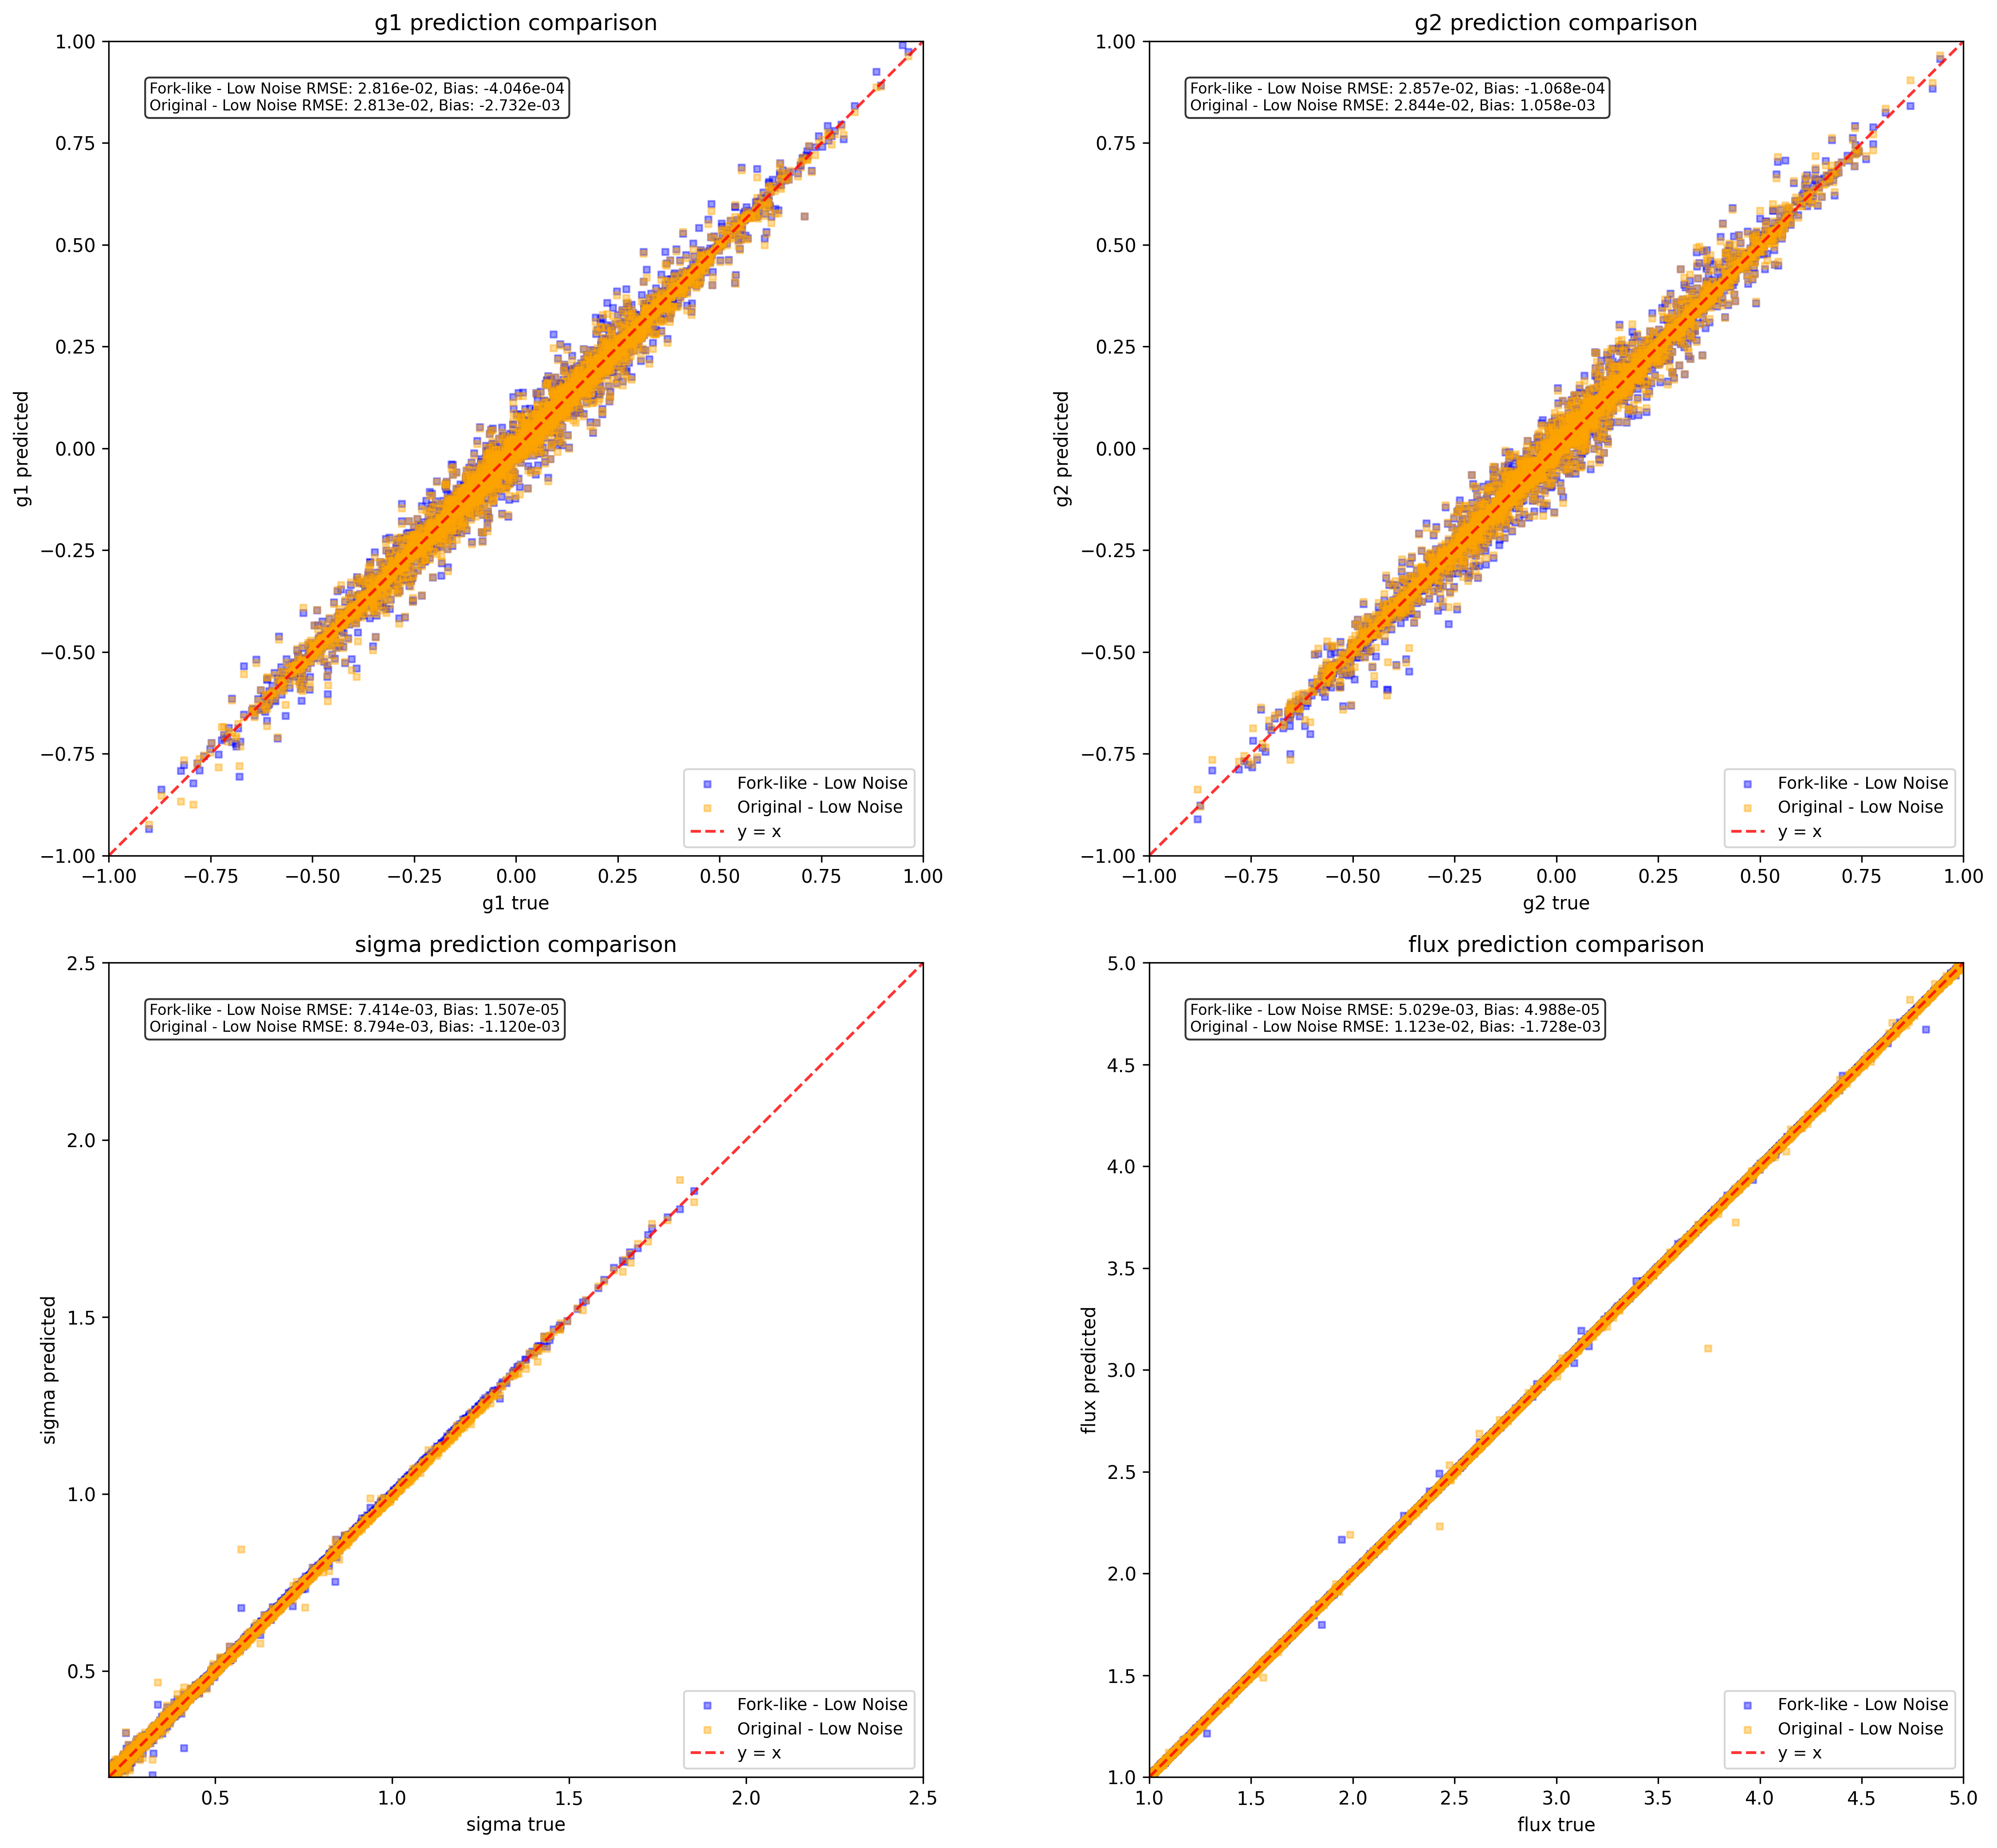 g1 prediction comparison
Fork-like - Low Noise RMSE: 2.816e-02, Bias: -4.046e-04
Original - Low Noise RMSE: 2.813e-02, Bias: -2.732e-03
1.00
0.75
0.50
0.25
0.00
−0.25
−0.50
−0.75
−1.00
g1 predicted
Fork-like - Low Noise
Original - Low Noise
y = x
−1.00 −0.75 −0.50 −0.25 0.00 0.25 0.50 0.75 1.00
g1 true
g2 prediction comparison
Fork-like - Low Noise RMSE: 2.857e-02, Bias: -1.068e-04
Original - Low Noise RMSE: 2.844e-02, Bias: 1.058e-03
1.00
0.75
0.50
0.25
0.00
−0.25
−0.50
−0.75
−1.00
g2 predicted
Fork-like - Low Noise
Original - Low Noise
y = x
−1.00 −0.75 −0.50 −0.25 0.00 0.25 0.50 0.75 1.00
g2 true
sigma prediction comparison
Fork-like - Low Noise RMSE: 7.414e-03, Bias: 1.507e-05
Original - Low Noise RMSE: 8.794e-03, Bias: -1.120e-03
2.5
2.0
1.5
1.0
0.5
sigma predicted
Fork-like - Low Noise
Original - Low Noise
y = x
0.5 1.0 1.5 2.0 2.5
sigma true
flux prediction comparison
Fork-like - Low Noise RMSE: 5.029e-03, Bias: 4.988e-05
Original - Low Noise RMSE: 1.123e-02, Bias: -1.728e-03
5.0
4.5
4.0
3.5
3.0
2.5
2.0
1.5
1.0
flux predicted
Fork-like - Low Noise
Original - Low Noise
y = x
1.0 1.5 2.0 2.5 3.0 3.5 4.0 4.5 5.0
flux true